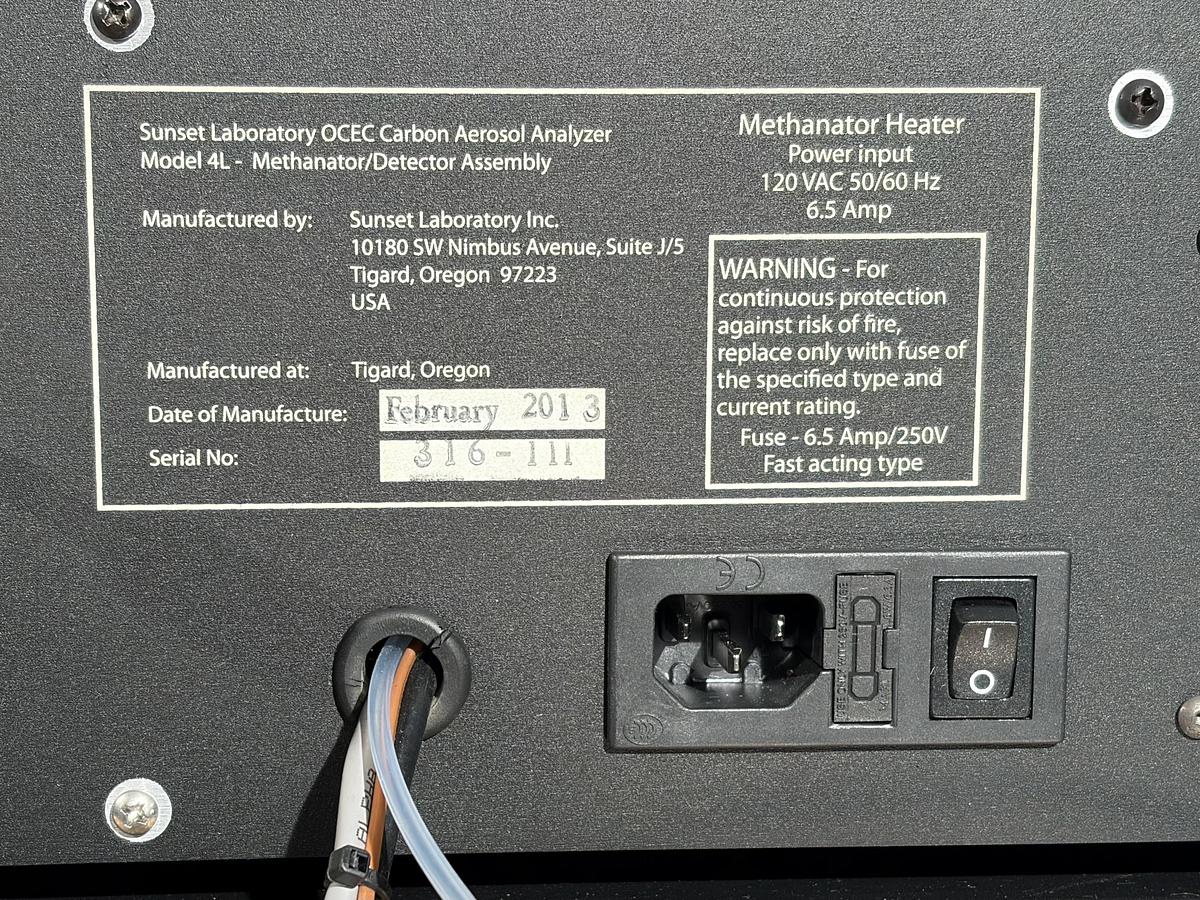 Sunset Laboratory OCEC Carbon Aerosol Analyzer
Model 4L - Methanator/Detector Assembly
Manufactured by: Sunset Laboratory Inc.
10180 SW Nimbus Avenue, Suite J/5
Tigard, Oregon 97223
USA
Manufactured at: Tigard, Oregon
Date of Manufacture: February 2013
Serial No: 316-111
Methanator Heater
Power input
120 VAC 50/60 Hz
6.5 Amp
WARNING - For
continuous protection
against risk of fire,
replace only with fuse of
the specified type and
current rating.
Fuse - 6.5 Amp/250V
Fast acting type
CE
I
O
ALPHA